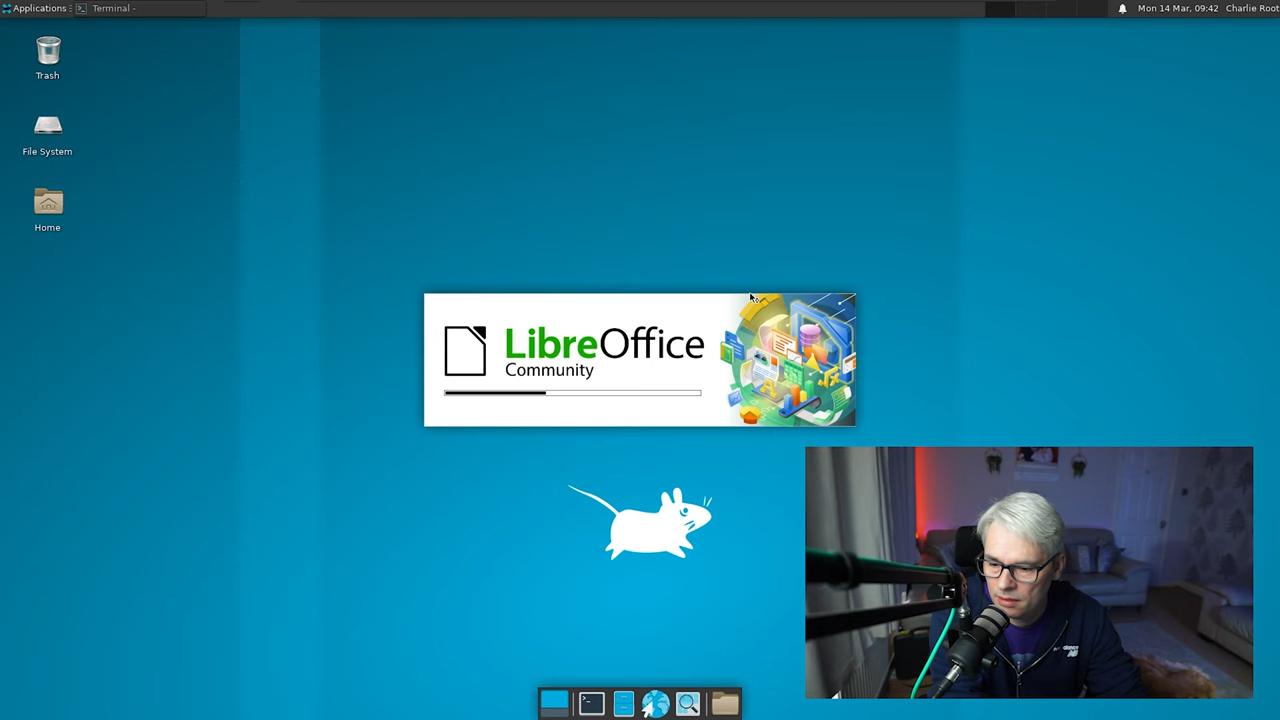 Applications
Terminal -
Mon 14 Mar, 09:42
Charlie Root
Trash
File System
Home
LibreOffice
Community